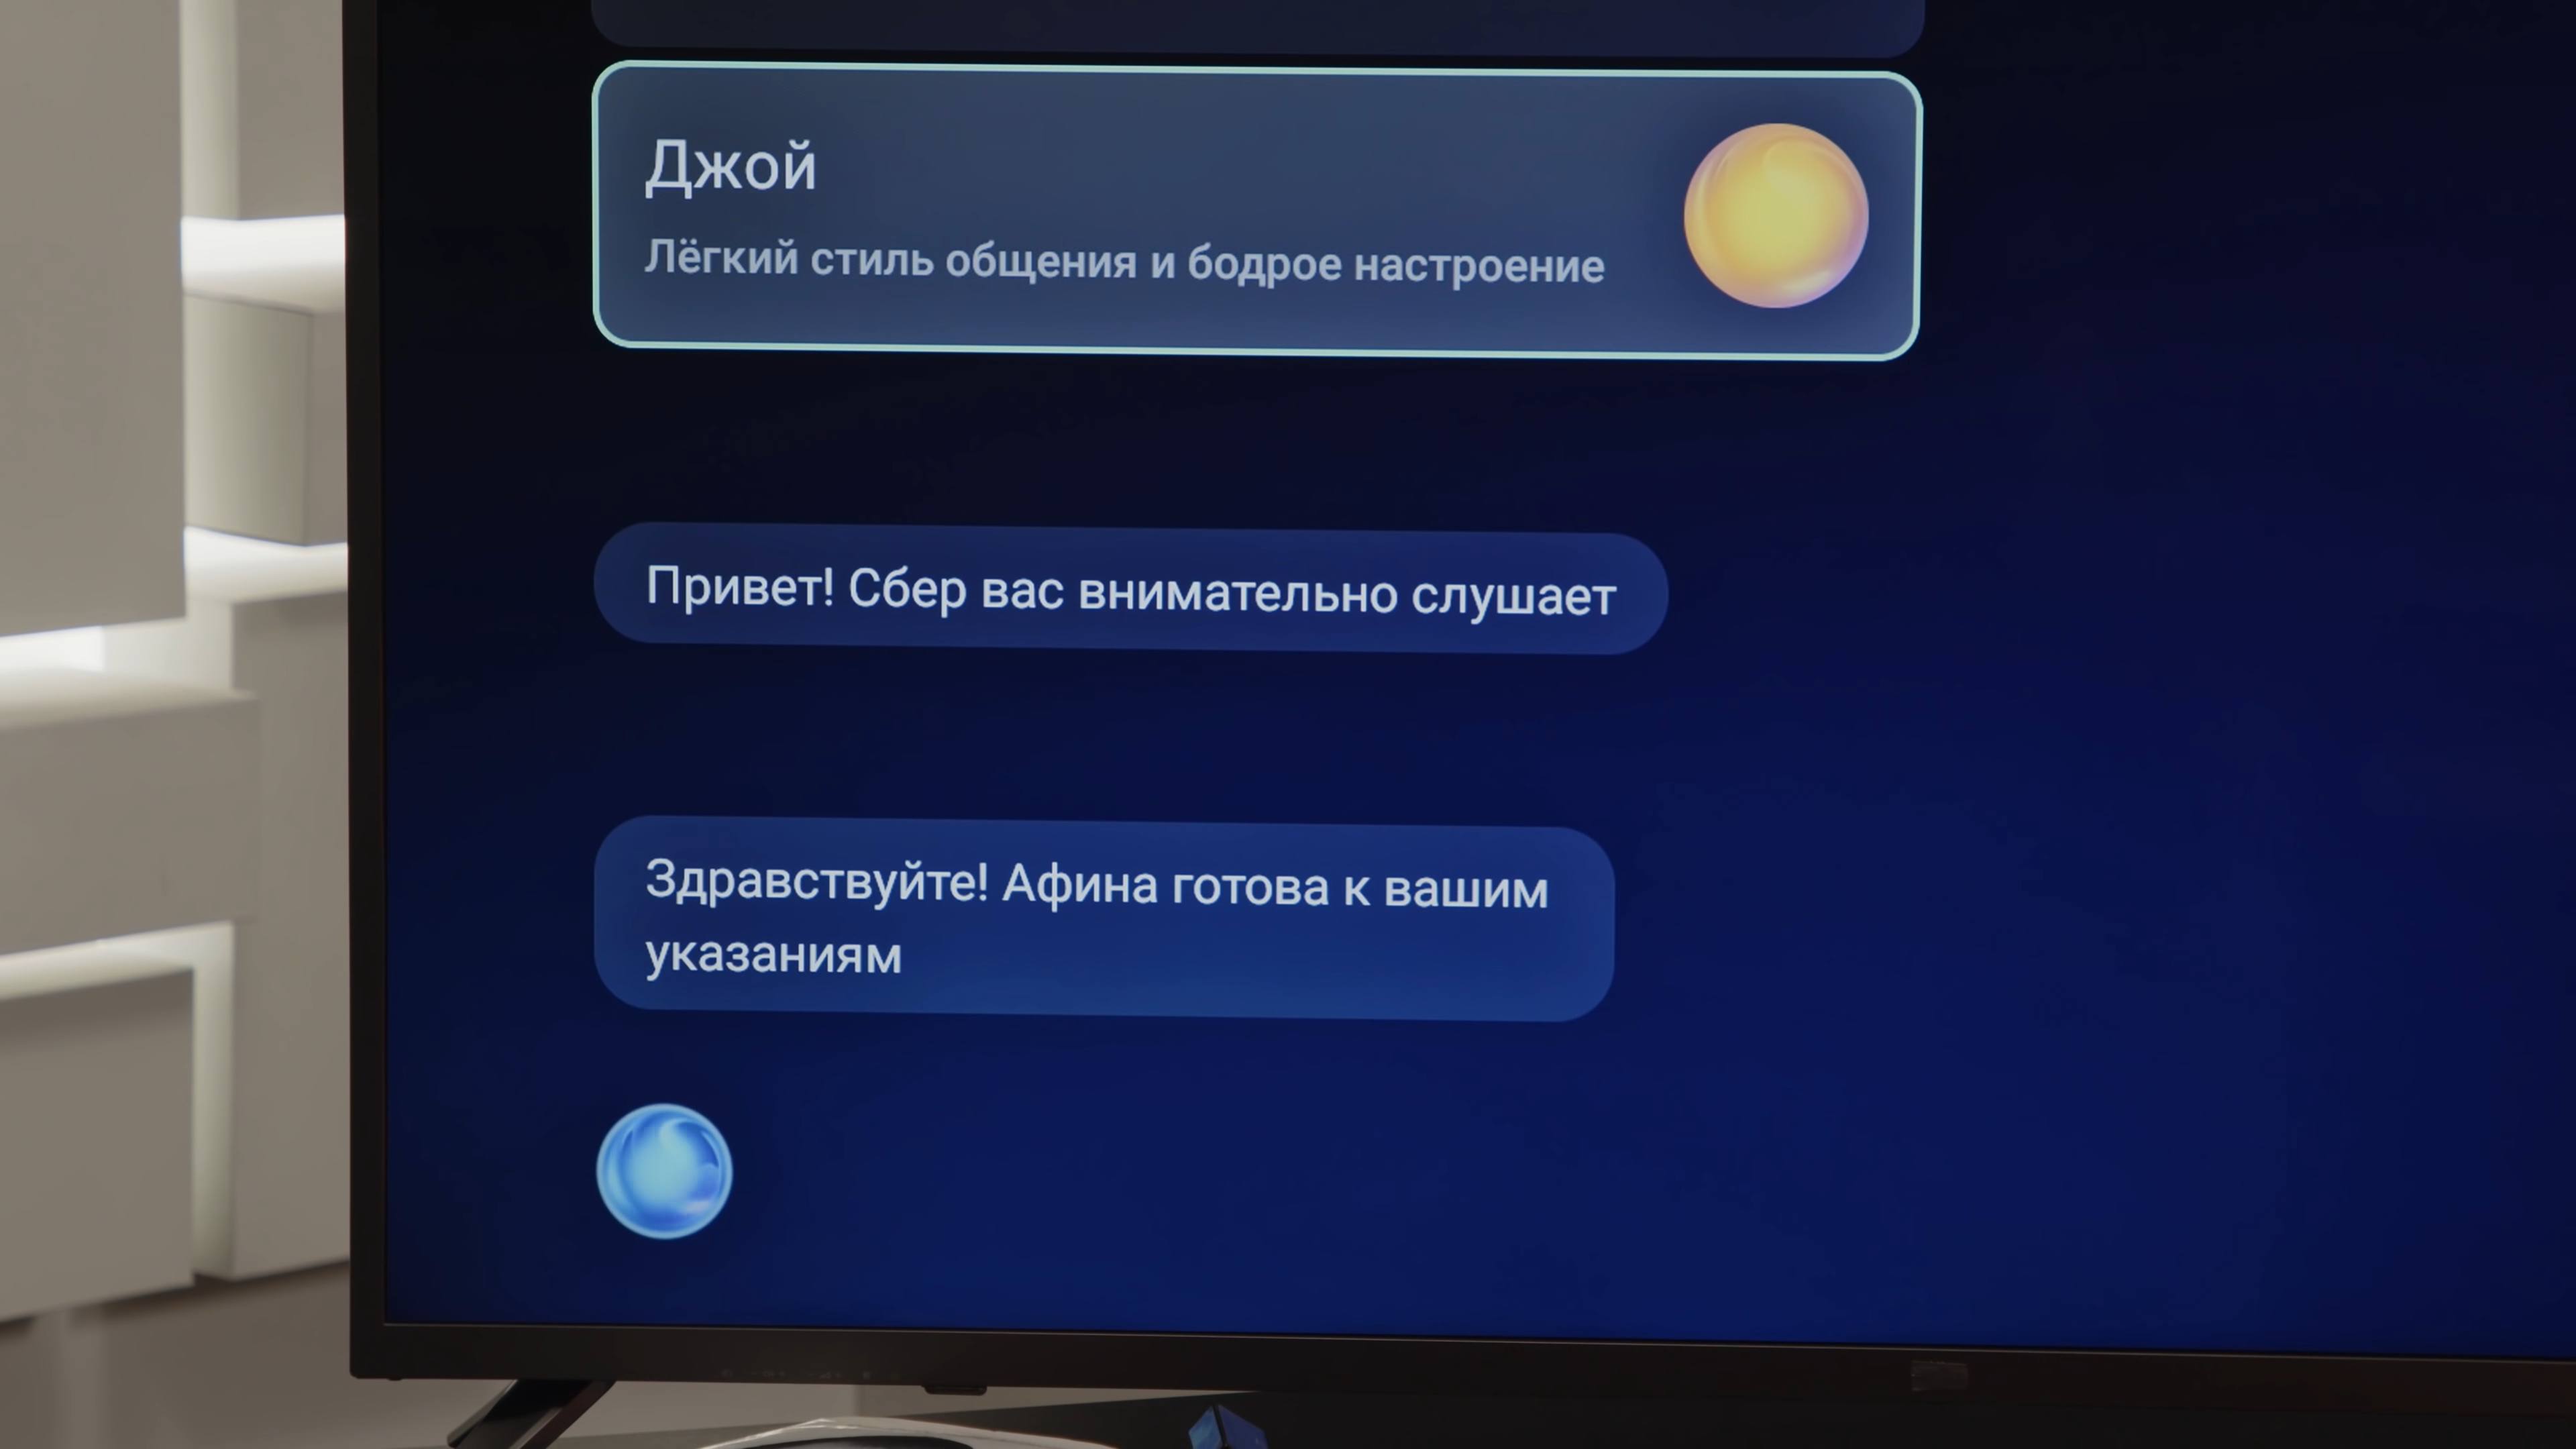 Джой
Лёгкий стиль общения и бодрое настроение
Привет! Сбер вас внимательно слушает
Здравствуйте! Афина готова к вашим
указаниям